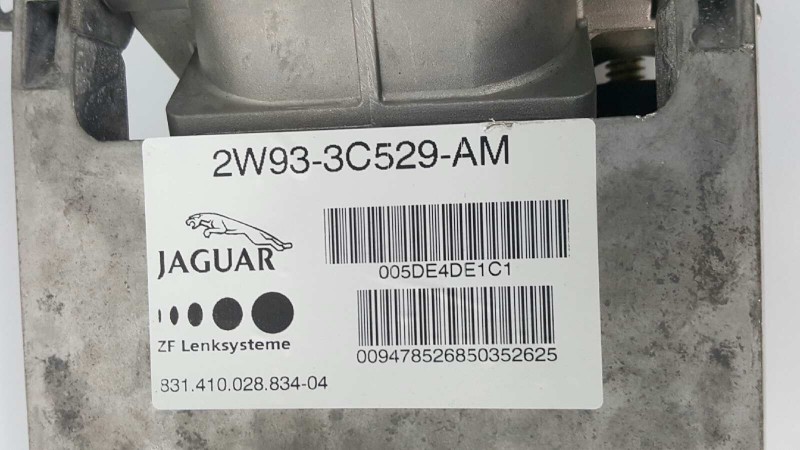 2W93-3C529-AM
JAGUAR
005DE4DE1C1
ZF Lenksysteme
009478526850352625
831.410.028.834-04